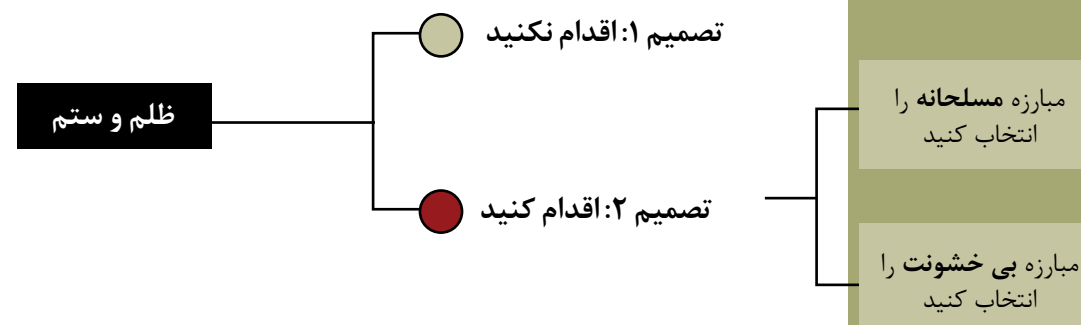 ظلم و ستم
تصمیم ۱: اقدام نکنید
تصمیم ۲: اقدام کنید
مبارزه مسلحانه را
انتخاب کنید
مبارزه بی خشونت را
انتخاب کنید